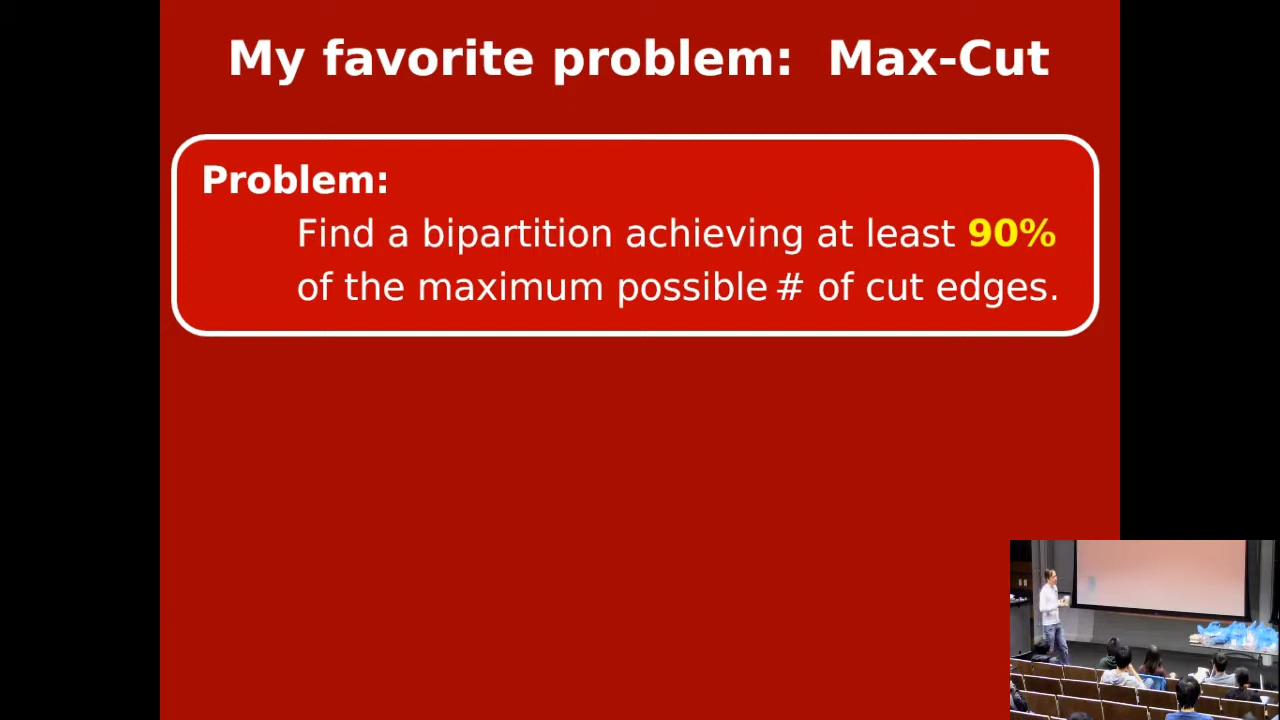 My favorite problem: Max-Cut
Problem:
Find a bipartition achieving at least 90%
of the maximum possible # of cut edges.